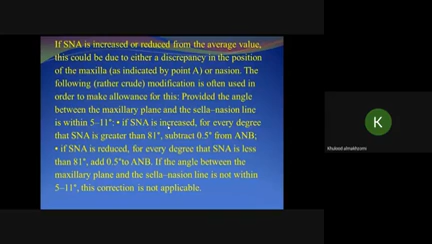 If SNA is increased or reduced from the average value,
this could be due to either a discrepancy in the position
of the maxilla (as indicated by point A) or nasion. The
following (rather crude) modification is often used in
order to make allowance for this: Provided the angle
between the maxillary plane and the sella–nasion line
is within 5–11°: • if SNA is increased, for every degree
that SNA is greater than 81°, subtract 0.5° from ANB;
• if SNA is reduced, for every degree that SNA is less
than 81°, add 0.5°to ANB. If the angle between the
maxillary plane and the sella–nasion line is not within
5–11°, this correction is not applicable.
K